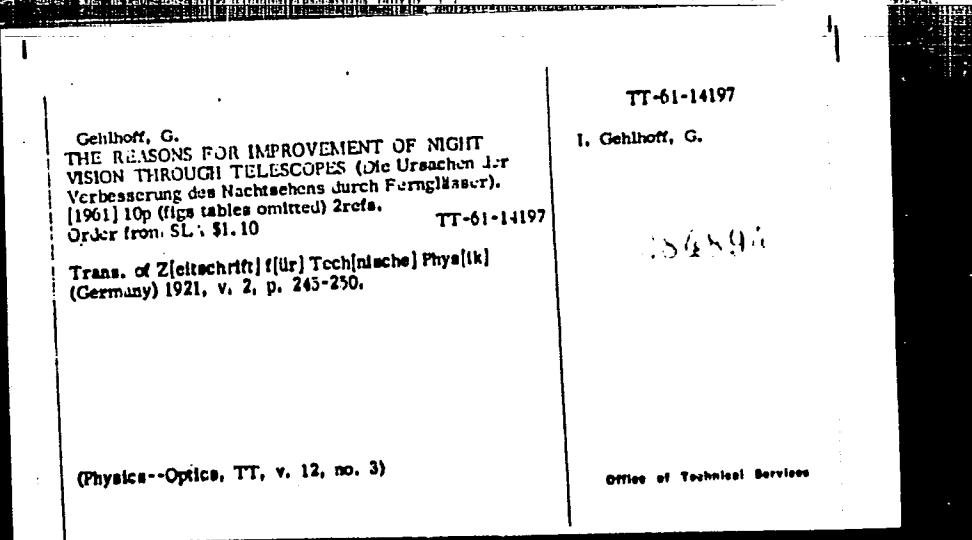 Gehlhoff, G.
THE REASONS FOR IMPROVEMENT OF NIGHT
VISION THROUGH TELESCOPES (Die Ursachen der
Verbesserung des Nachtsehens durch Ferngläser).
[1961] 10p (figs tables omitted) 2refs.
Order from SLA $1.10 TT-61-14197
Trans. of Z[eitschrift] f[ür] Tech[nische] Phys[ik]
(Germany) 1921, v. 2, p. 245-250.
(Physics--Optics, TT, v. 12, no. 3)
TT-61-14197
I. Gehlhoff, G.
Office of Technical Services